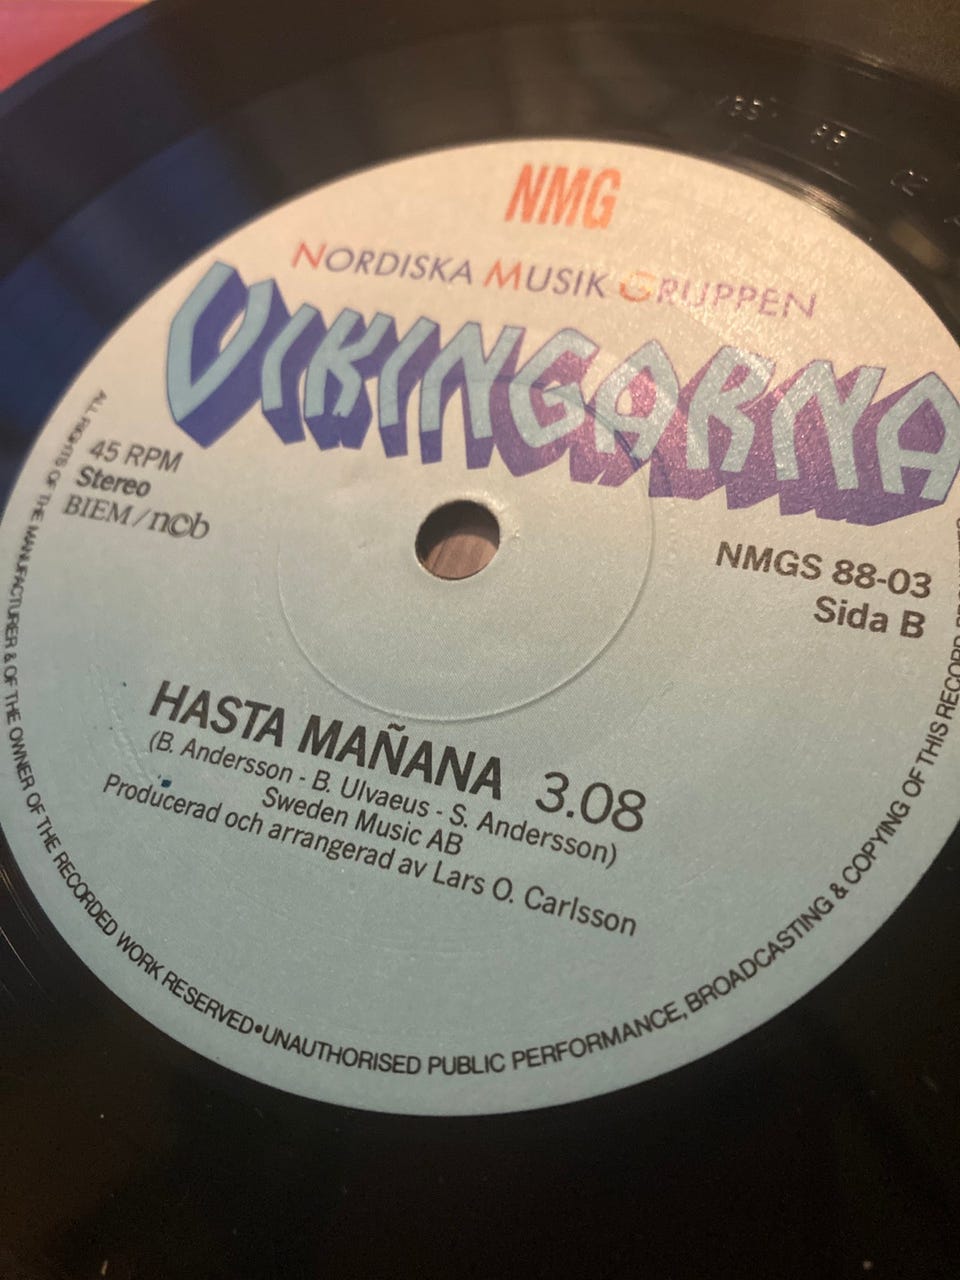 NMG
NORDISKA MUSIK GRUPPEN
VIKINGARNA
45 RPM
Stereo
BIEM/ncb
NMGS 88-03
Sida B
HASTA MAÑANA 3.08
(B. Andersson - B. Ulvaeus - S. Andersson)
Sweden Music AB
Producerad och arrangerad av Lars O. Carlsson
ALL RIGHTS OF THE MANUFACTURER & OF THE OWNER OF THE RECORDED WORK RESERVED•UNAUTHORISED PUBLIC PERFORMANCE, BROADCASTING & COPYING OF THIS RECORD